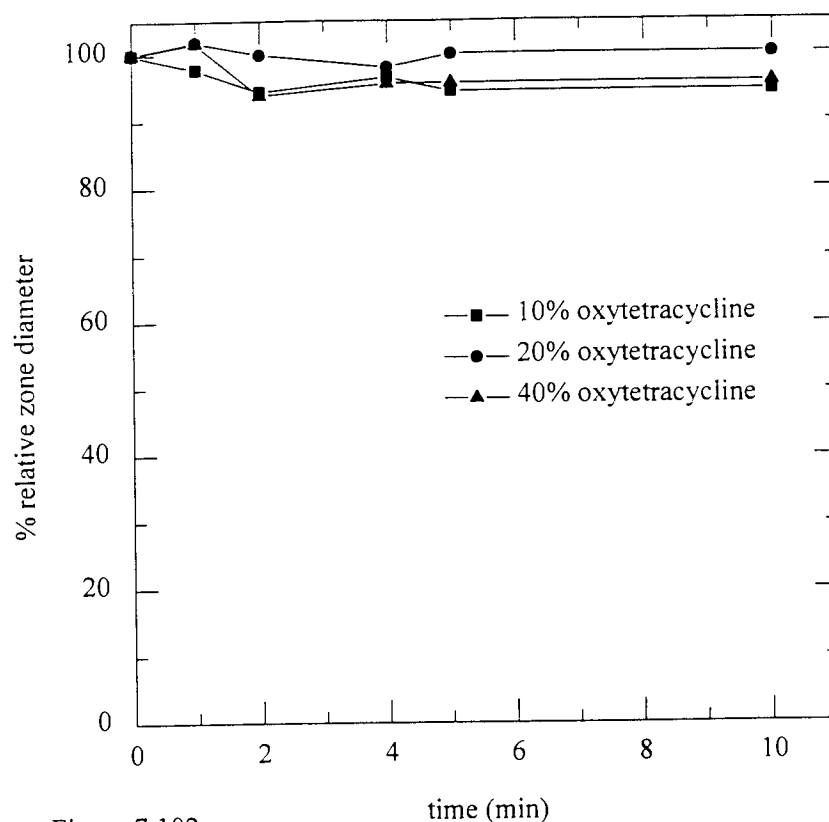 100
80
60
40
20
0
% relative zone diameter
10% oxytetracycline
20% oxytetracycline
40% oxytetracycline
0 2 4 6 8 10
time (min)